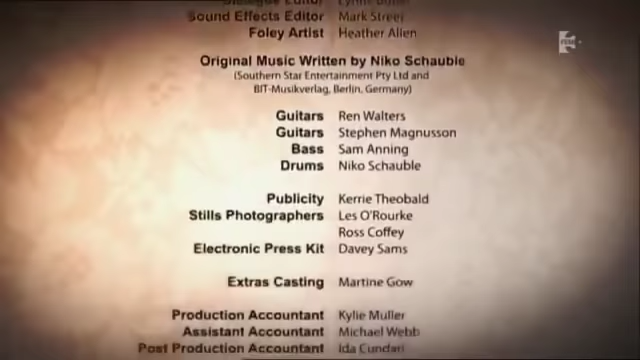 Sound Effects Editor Mark Street
Foley Artist Heather Allen
Original Music Written by Niko Schauble
(Southern Star Entertainment Pty Ltd and
BIT-Musikverlag, Berlin, Germany)
Guitars Ren Walters
Guitars Stephen Magnusson
Bass Sam Anning
Drums Niko Schauble
Publicity Kerrie Theobald
Stills Photographers Les O'Rourke
Ross Coffey
Electronic Press Kit Davey Sams
Extras Casting Martine Gow
Production Accountant Kylie Muller
Assistant Accountant Michael Webb
Post Production Accountant Ida Cundari